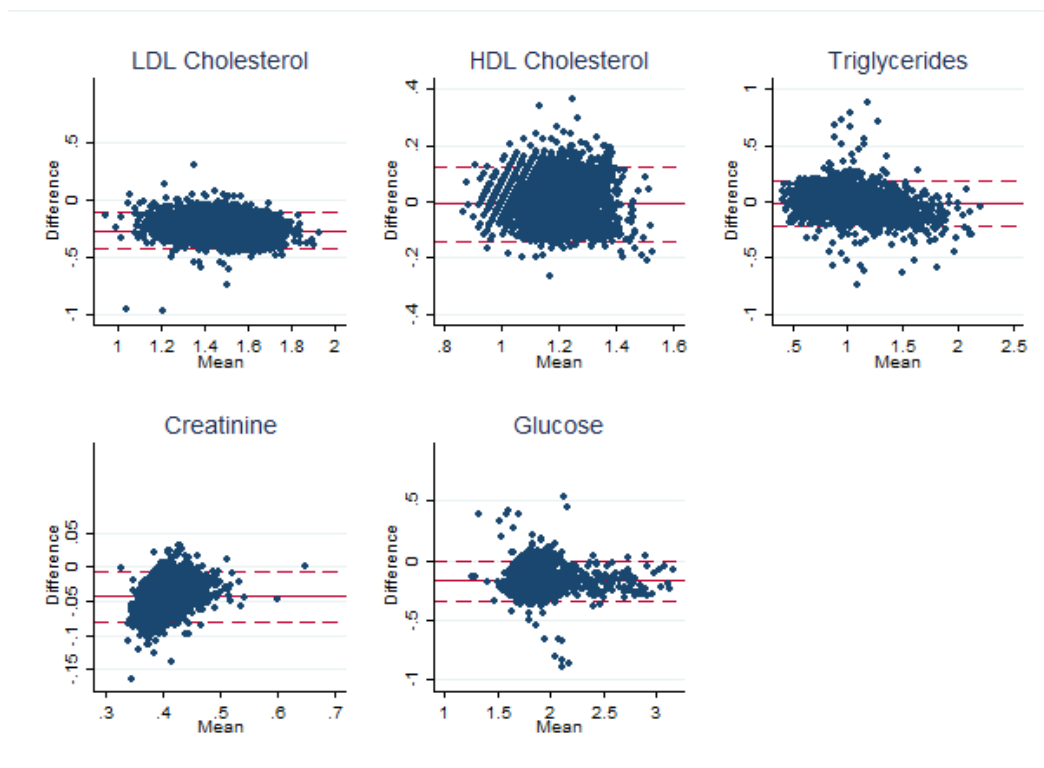 LDL Cholesterol
Difference
.5
0
-.5
-1
1 1.2 1.4 1.6 1.8 2
Mean
HDL Cholesterol
Difference
.4
.2
0
-.2
-.4
.8 1 1.2 1.4 1.6
Mean
Triglycerides
Difference
1
.5
0
-.5
-1
.5 1 1.5 2 2.5
Mean
Creatinine
Difference
.05
0
-.05
-.1
-.15
.3 .4 .5 .6 .7
Mean
Glucose
Difference
.5
0
-.5
-1
1 1.5 2 2.5 3
Mean